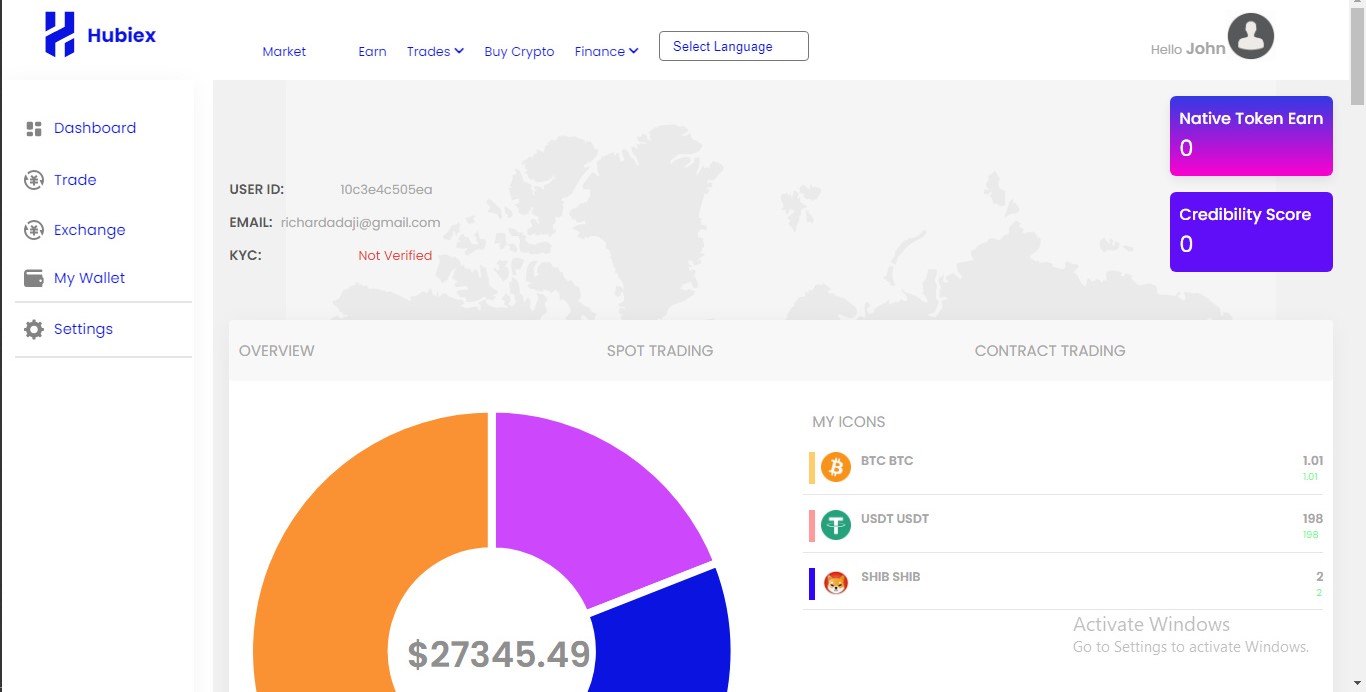 Hubiex
Market Earn Trades Buy Crypto Finance Select Language
Hello John
Dashboard
Trade
Exchange
My Wallet
Settings
USER ID: 10c3e4c505ea
EMAIL: richardadaji@gmail.com
KYC: Not Verified
Native Token Earn
0
Credibility Score
0
OVERVIEW SPOT TRADING CONTRACT TRADING
$27345.49
MY ICONS
BTC BTC 1.01
1.01
USDT USDT 198
198
SHIB SHIB 2
2
Activate Windows
Go to Settings to activate Windows.